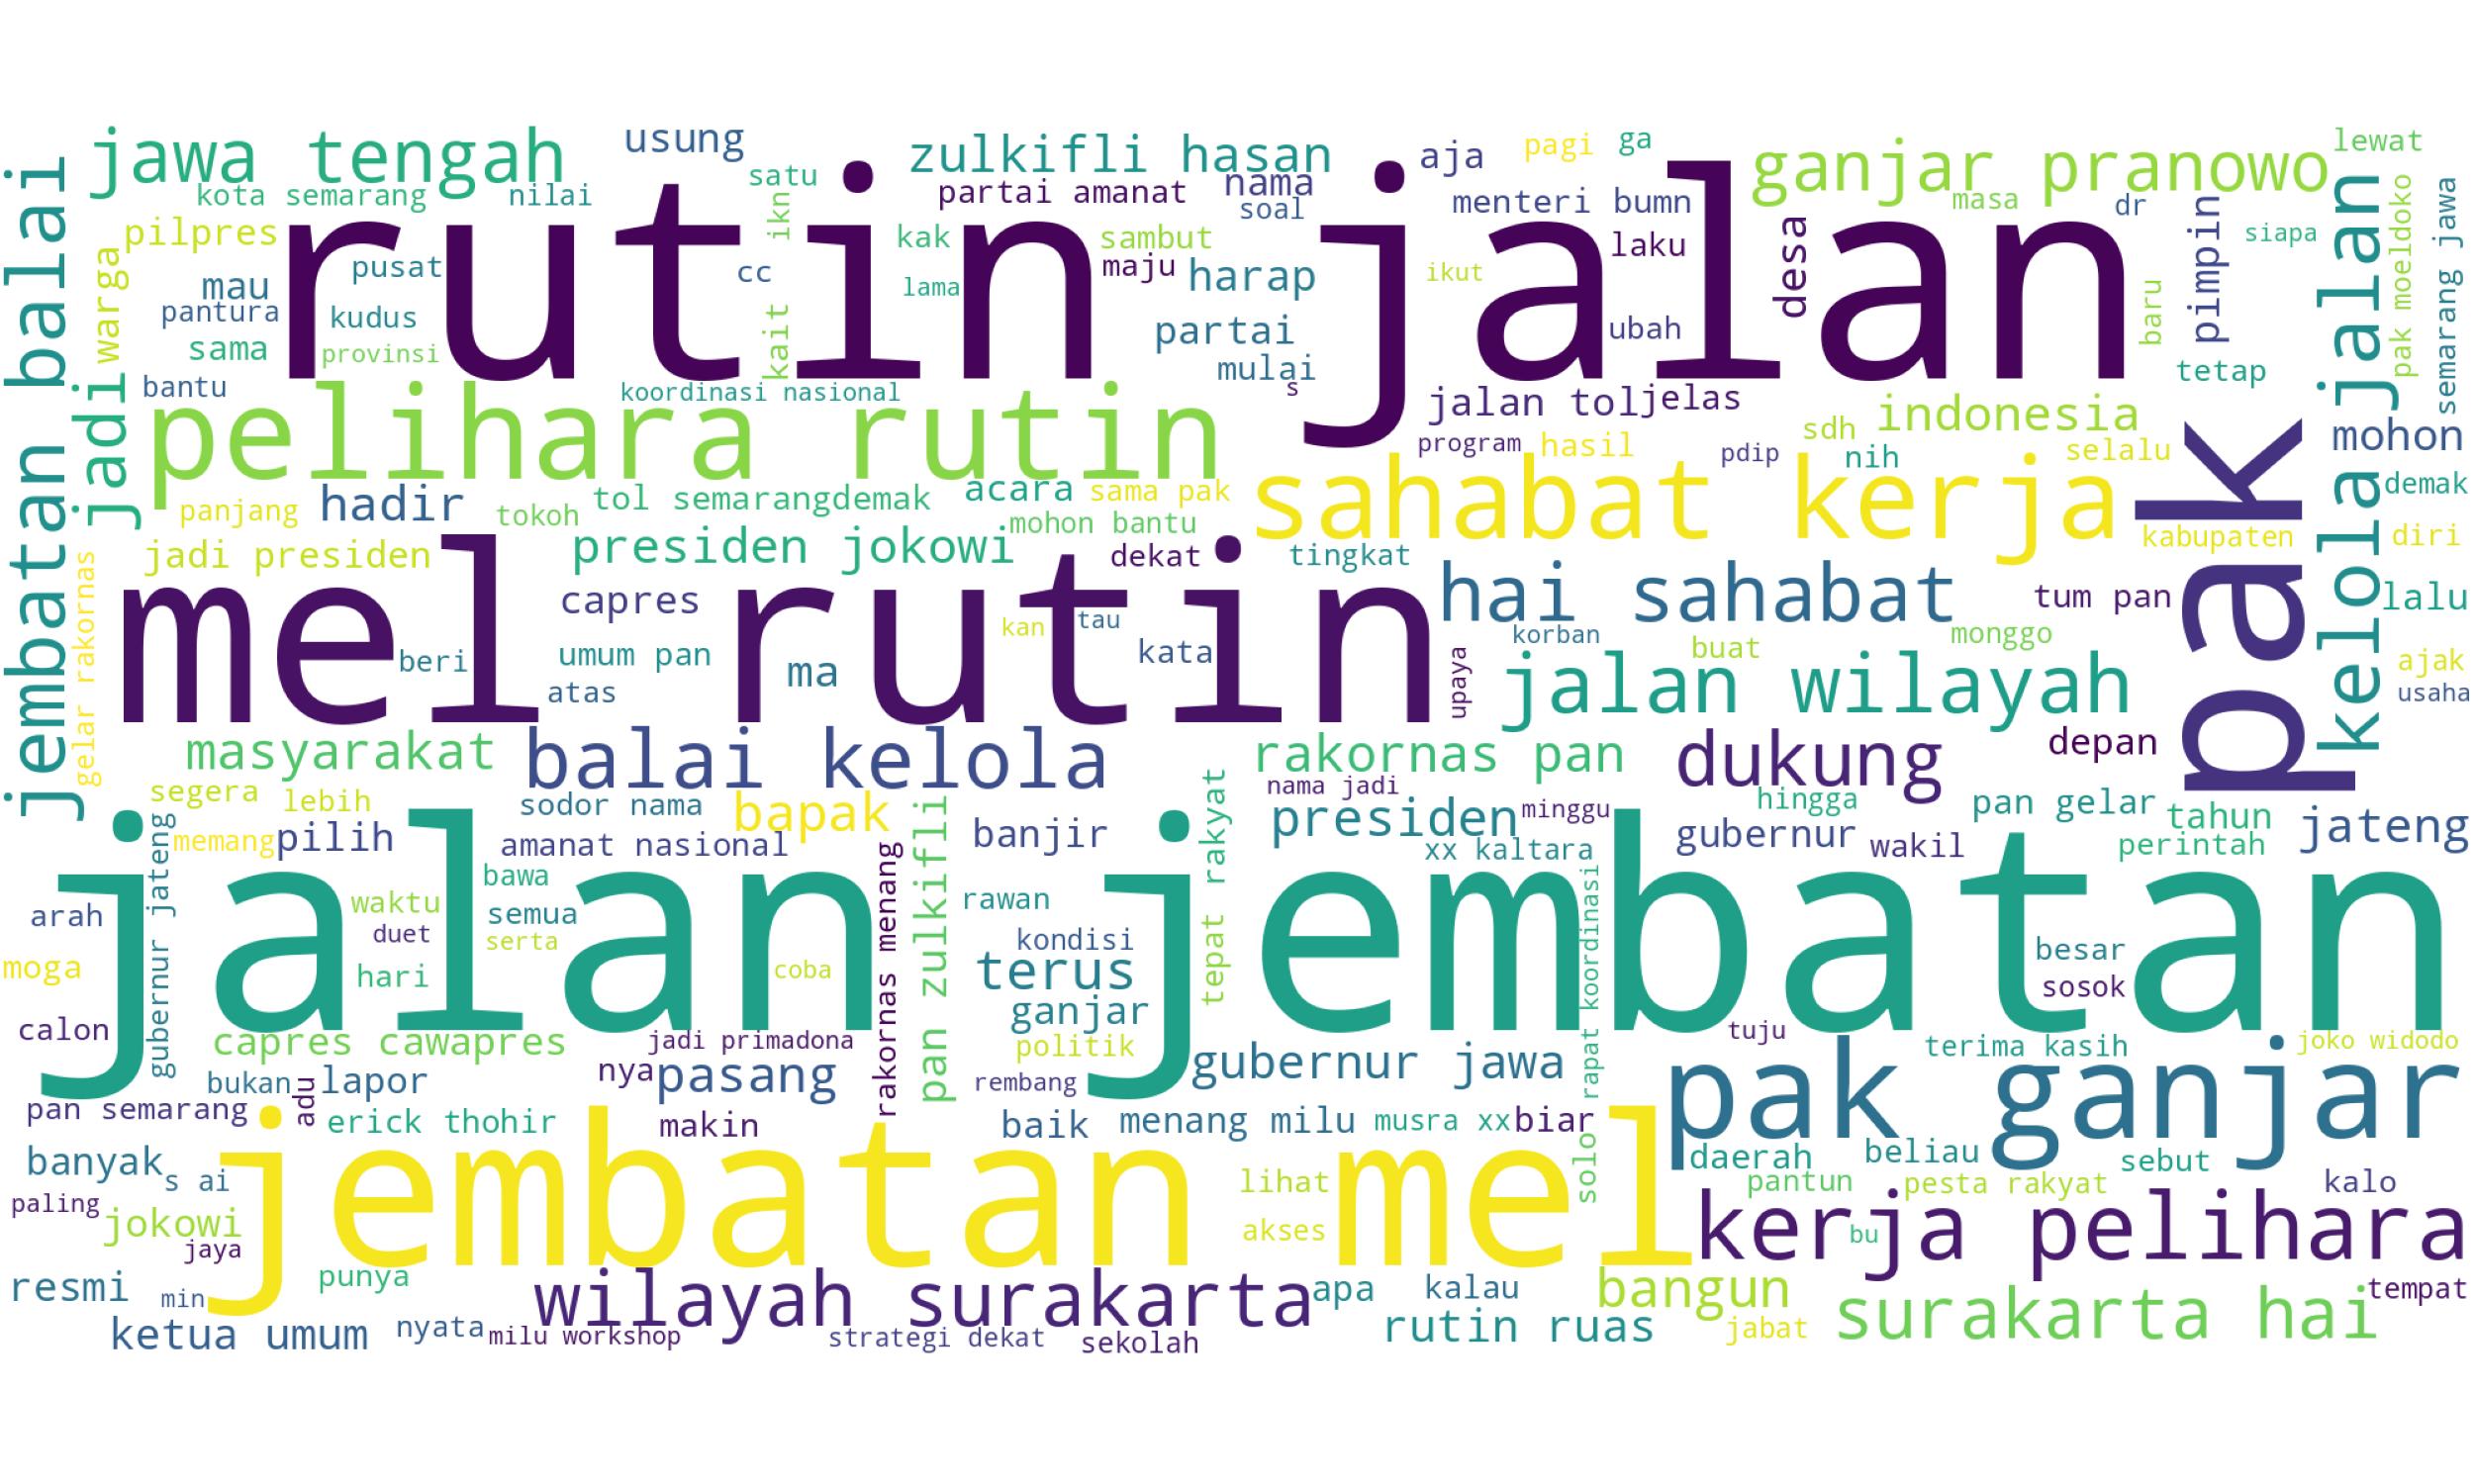 jawa tengah
usung
zulkifli hasan
aja
pagi
ga
ganjar pranowo
lewat
jembatan balai
kota semarang
nilai
satu
partai amanat
nama
soal
menteri bumn
masa
dr
pilpres
ikn
kak
sambut
laku
desa
pimpin
siapa
jalan
pak moeldoko
semarang jawa
warga
rutin jalan
pusat
cc
maju
harap
ikut
mau
lama
pantura
kudus
kait
partai
ubah
baru
sama
provinsi
mulai
tetap
bantu
koordinasi nasional
s
jadi
pelihara rutin
jalan tol
jelas
indonesia
program
hasil
pdip
sdh
nih
selalu
pak
mohon
panjang
hadir
tokoh
tol semarangdemak
acara
sama pak
sahabat kerja
kelola
demak
mohon bantu
jadi presiden
presiden jokowi
dekat
tingkat
kabupaten
diri
gelar rakornas
mel rutin
capres
kan
tau
hai sahabat
tum pan
lalu
beri
umum pan
atas
ma
kata
upaya
korban
buat
monggo
jalan wilayah
ajak
usaha
masyarakat
balai kelola
rakornas pan
dukung
depan
segera
lebih
sodor nama
bapak
pan zulkifli
banjir
tepat rakyat
nama jadi
presiden
minggu
hingga
pan gelar
tahun
jateng
memang
pilih
amanat nasional
xx kaltara
gubernur
wakil
perintah
gubernur jateng
jalan jembatan
arah
waktu
bawa
semua
rakornas menang
rawan
rapat koordinasi
duet
serta
kondisi
besar
moga
hari
coba
terus
sosok
calon
ganjar
capres cawapres
jadi primadona
politik
tuju
terima kasih
joko widodo
bukan
adu
lapor
nya
pasang
rembang
gubernur jawa
pak ganjar
pan semarang
erick thohir
makin
baik
menang milu
musra xx
biar
banyak
s ai
jembatan mel
lihat
solo
daerah
beliau
sebut
paling
pantun
pesta rakyat
kalo
jokowi
akses
kerja pelihara
bu
jaya
resmi
min
punya
wilayah surakarta
apa
kalau
bangun
surakarta hai
tempat
ketua umum
nyata
milu workshop
strategi dekat
sekolah
rutin ruas
jabat